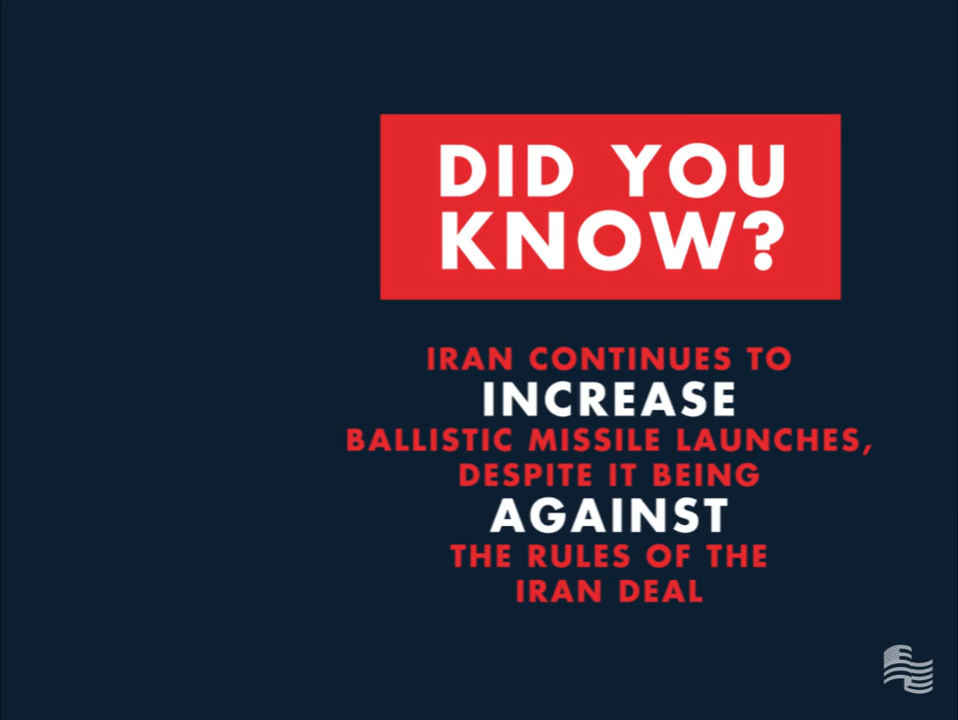 DID YOU
KNOW?
IRAN CONTINUES TO
INCREASE
BALLISTIC MISSILE LAUNCHES,
DESPITE IT BEING
AGAINST
THE RULES OF THE
IRAN DEAL